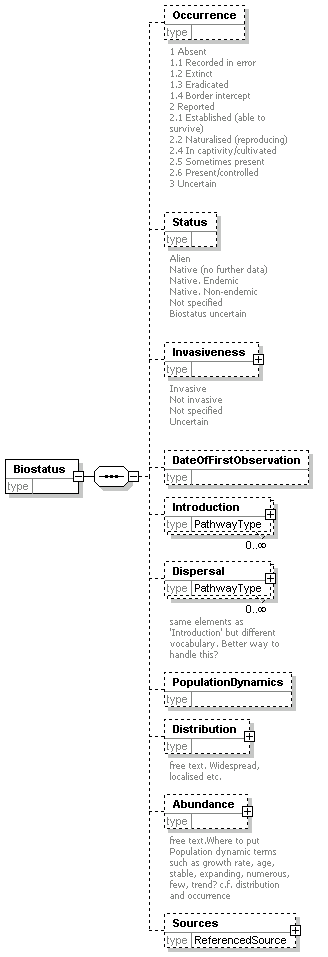 Occurrence
type
1 Absent
1.1 Recorded in error
1.2 Extinct
1.3 Eradicated
1.4 Border intercept
2 Reported
2.1 Established (able to
survive)
2.2 Naturalised (reproducing)
2.4 In captivity/cultivated
2.5 Sometimes present
2.6 Present/controlled
3 Uncertain
Status
type
Alien
Native (no further data)
Native. Endemic
Native. Non-endemic
Not specified
Biostatus uncertain
Invasiveness
type
Invasive
Not invasive
Not specified
Uncertain
Biostatus
type
DateOfFirstObservation
type
Introduction
type PathwayType
0..∞
Dispersal
type PathwayType
0..∞
same elements as
'Introduction' but different
vocabulary. Better way to
handle this?
PopulationDynamics
type
Distribution
type
free text. Widespread,
localised etc.
Abundance
type
free text.Where to put
Population dynamic terms
such as growth rate, age,
stable, expanding, numerous,
few, trend? c.f. distribution
and occurrence
Sources
type ReferencedSource